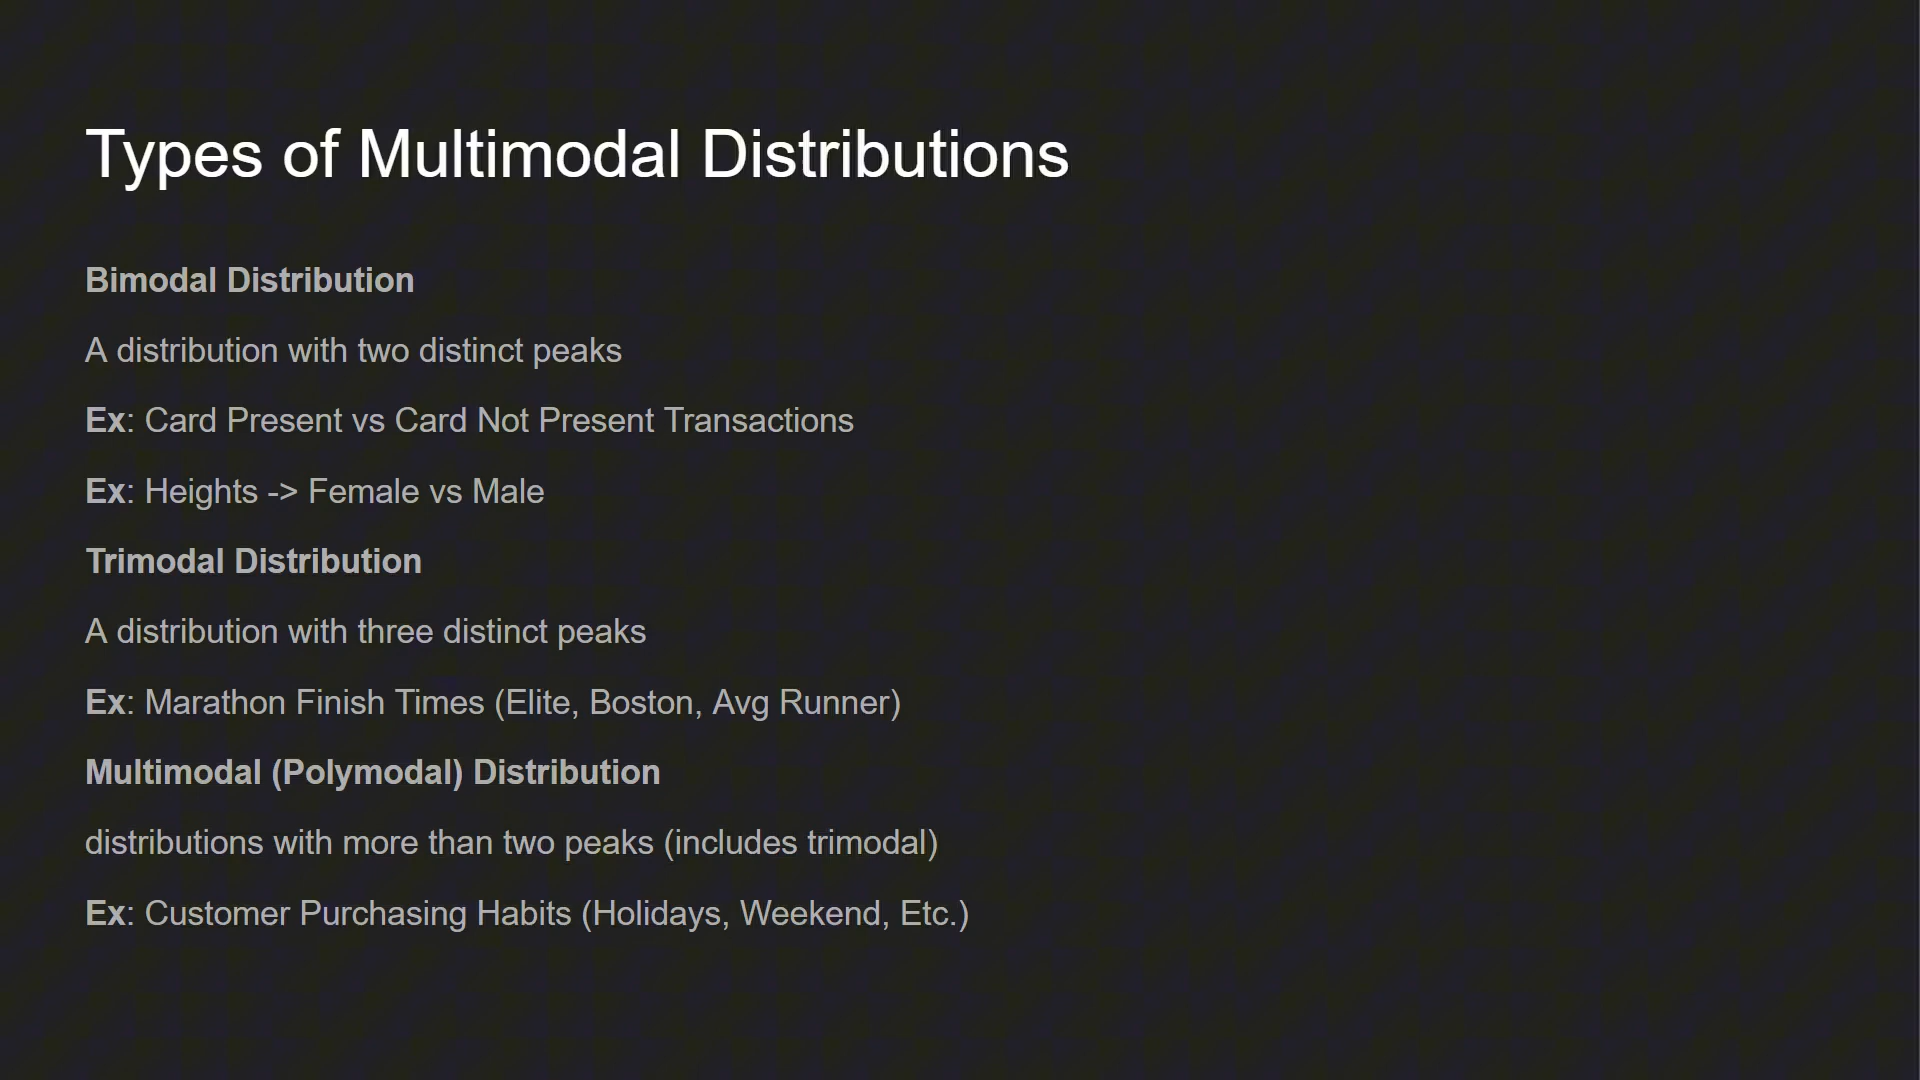 Types of Multimodal Distributions
Bimodal Distribution
A distribution with two distinct peaks
Ex: Card Present vs Card Not Present Transactions
Ex: Heights -> Female vs Male
Trimodal Distribution
A distribution with three distinct peaks
Ex: Marathon Finish Times (Elite, Boston, Avg Runner)
Multimodal (Polymodal) Distribution
distributions with more than two peaks (includes trimodal)
Ex: Customer Purchasing Habits (Holidays, Weekend, Etc.)